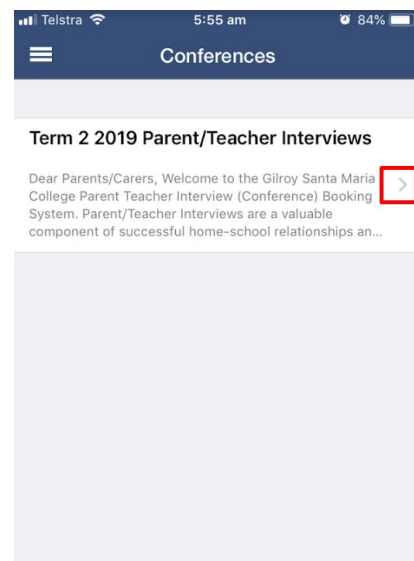 Telstra 5:55 am 84%
Conferences
Term 2 2019 Parent/Teacher Interviews
Dear Parents/Carers, Welcome to the Gilroy Santa Maria
College Parent Teacher Interview (Conference) Booking
System. Parent/Teacher Interviews are a valuable
component of successful home-school relationships an...